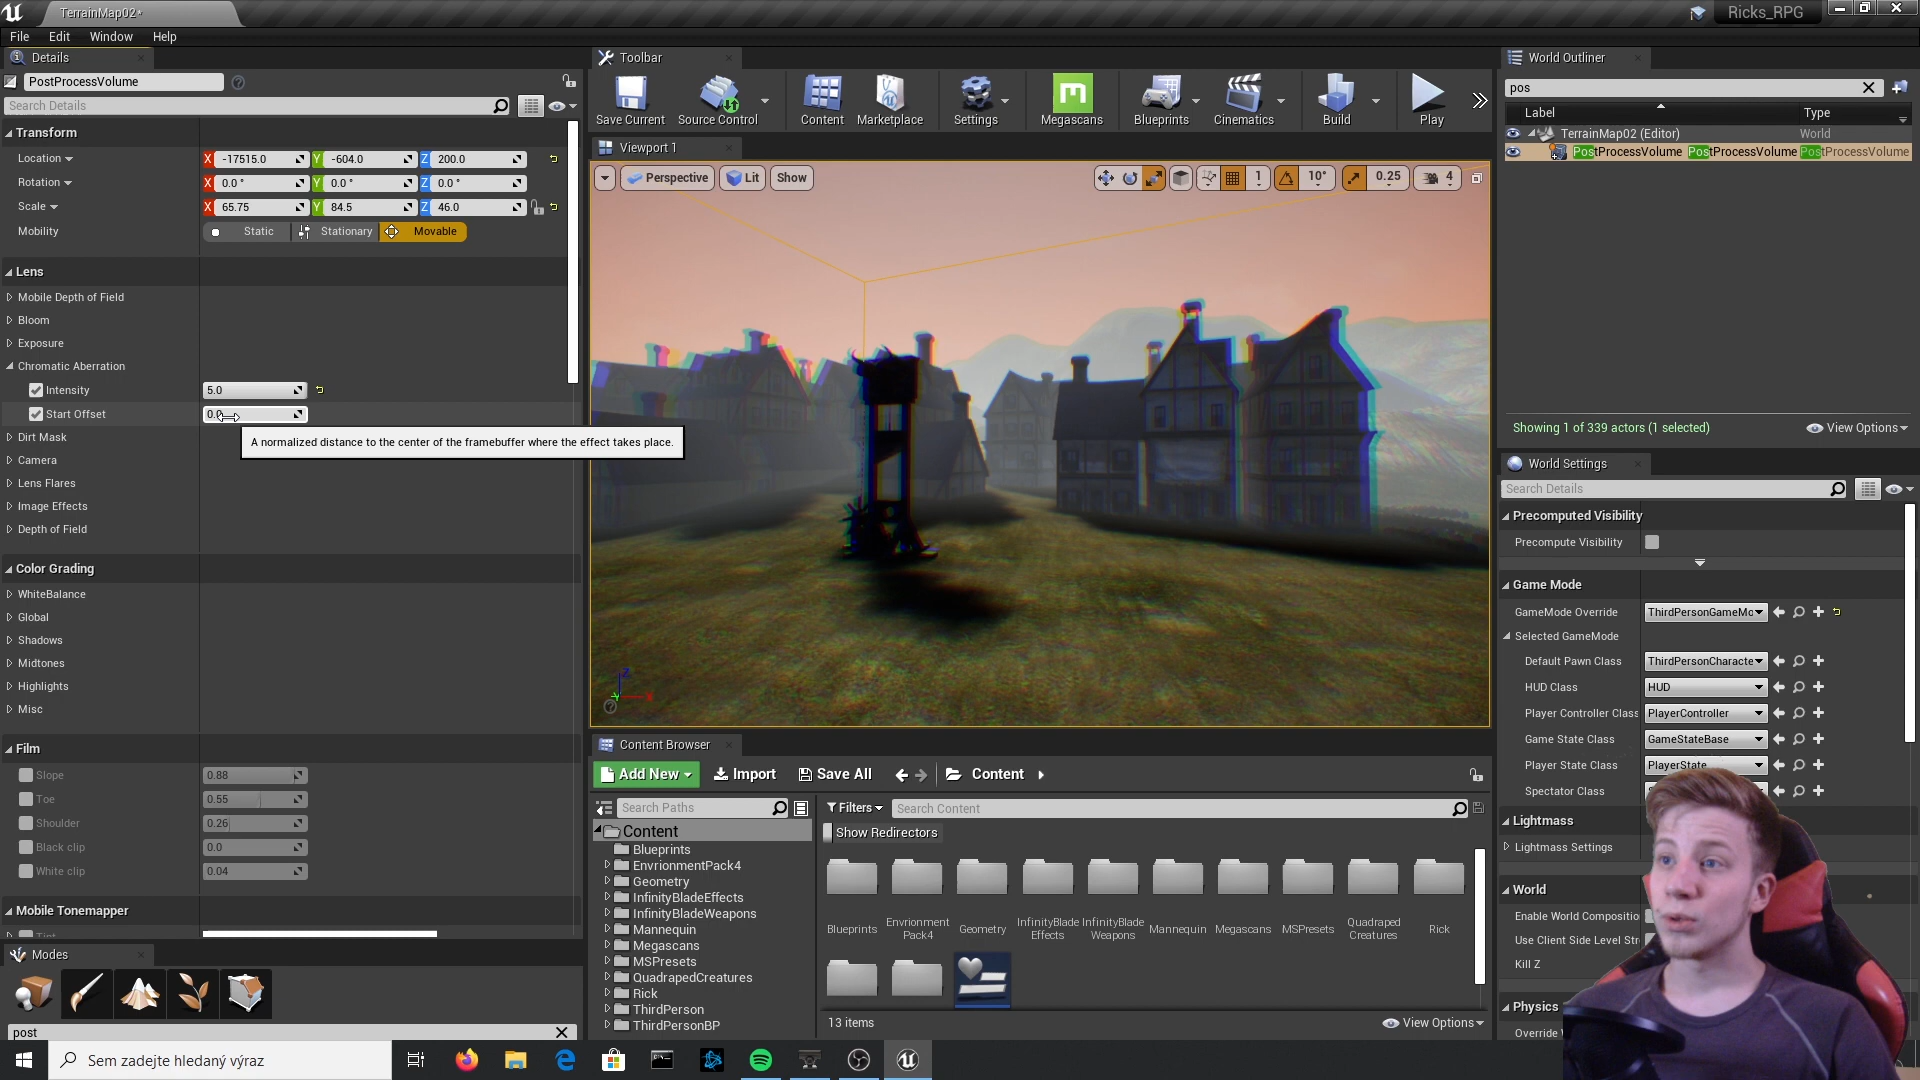 TerrainMap02*
Ricks_RPG
File Edit Window Help
Details
PostProcessVolume
Search Details
Transform
Location X -17515.0 Y -604.0 Z 200.0
Rotation X 0.0 ° Y 0.0 ° Z 0.0 °
Scale X 65.75 Y 84.5 Z 46.0
Mobility Static Stationary Movable
Lens
Mobile Depth of Field
Bloom
Exposure
Chromatic Aberration
Intensity 5.0
Start Offset
A normalized distance to the center of the framebuffer where the effect takes place.
Dirt Mask
Camera
Lens Flares
Image Effects
Depth of Field
Color Grading
WhiteBalance
Global
Shadows
Midtones
Highlights
Misc
Film
Slope 0.88
Toe 0.55
Shoulder 0.26
Black clip 0.0
White clip 0.04
Mobile Tonemapper
Modes
post
Toolbar
Save Current Source Control Content Marketplace Settings Megascans Blueprints Cinematics Build Play
Viewport 1
Perspective Lit Show 1 10° 0.25 4
Content Browser
Add New Import Save All Content
Search Paths
Filters Search Content
Show Redirectors
Content
Blueprints
EnvrionmentPack4
Geometry
InfinityBladeEffects
InfinityBladeWeapons
Mannequin
Megascans
MSPresets
QuadrapedCreatures
Rick
ThirdPerson
ThirdPersonBP
Blueprints
Envrionment
Pack4
Geometry
InfinityBlade
Effects
InfinityBlade
Weapons
Mannequin
Megascans
MSPresets
Quadraped
Creatures
Rick
13 items View Options
World Outliner
pos
Label Type
TerrainMap02 (Editor) World
PostProcessVolume PostProcessVolume PostProcessVolume
Showing 1 of 339 actors (1 selected) View Options
World Settings
Search Details
Precomputed Visibility
Precompute Visibility
Game Mode
GameMode Override ThirdPersonGameMo
Selected GameMode
Default Pawn Class ThirdPersonCharacte
HUD Class HUD
Player Controller Class PlayerController
Game State Class GameStateBase
Player State Class PlayerState
Spectator Class
Lightmass
Lightmass Settings
World
Enable World Compositio
Use Client Side Level Str
Kill Z
Physics
Override
Sem zadejte hledaný výraz